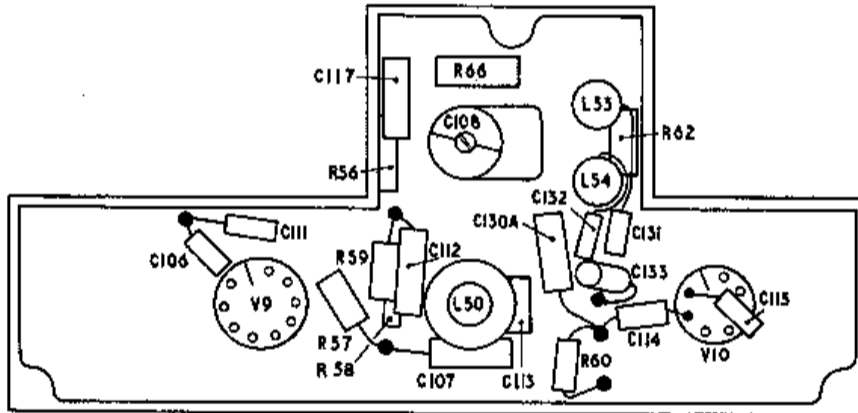 C117
R66
L53
C108
R62
R56
L54
C132
C130A
C111
C131
C106
R59
C112
C133
V9
L50
C115
R57
R58
C107
C113
R60
C114
V10